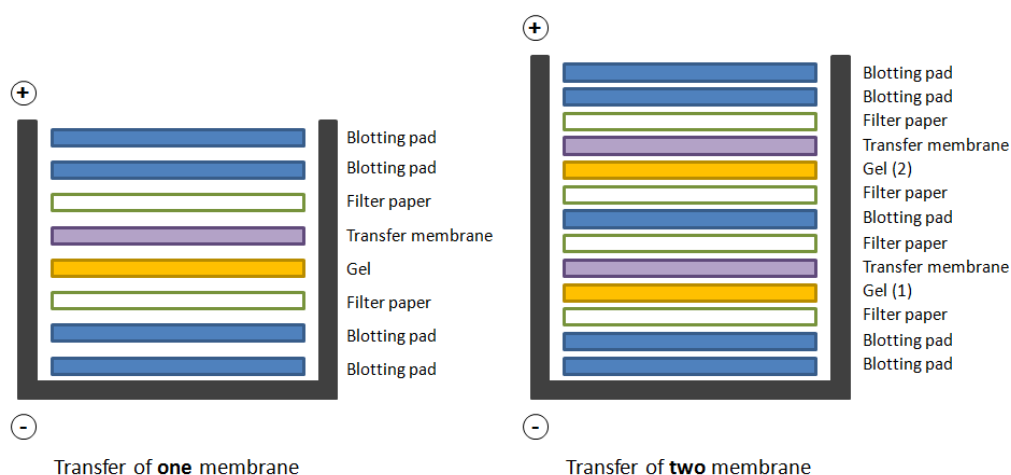 +
Blotting pad
Blotting pad
Filter paper
Transfer membrane
Gel
Filter paper
Blotting pad
Blotting pad
-
Transfer of one membrane
+
Blotting pad
Blotting pad
Filter paper
Transfer membrane
Gel (2)
Filter paper
Blotting pad
Filter paper
Transfer membrane
Gel (1)
Filter paper
Blotting pad
Blotting pad
-
Transfer of two membrane